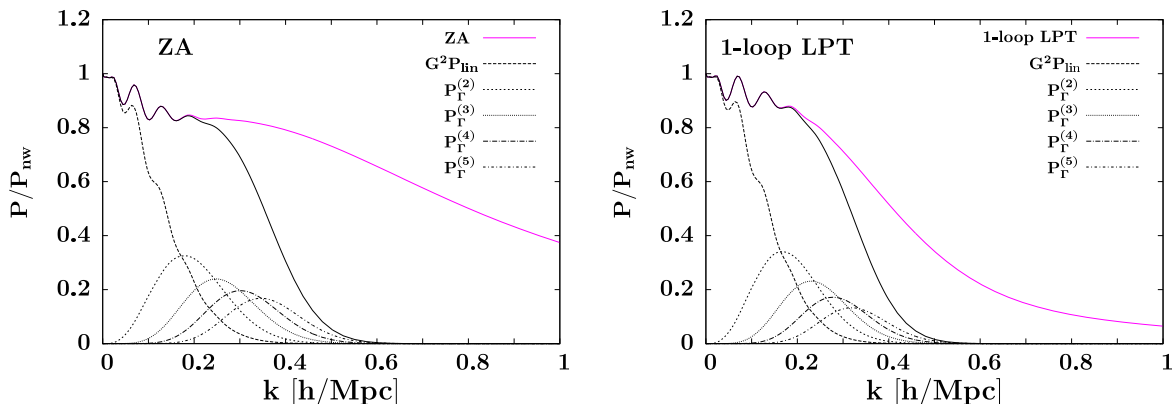 1.2
1
0.8
0.6
0.4
0.2
0
P/P_nw
ZA
ZA
G²P_lin
P_Γ^(2)
P_Γ^(3)
P_Γ^(4)
P_Γ^(5)
0 0.2 0.4 0.6 0.8 1
k [h/Mpc]
1.2
1
0.8
0.6
0.4
0.2
0
P/P_nw
1-loop LPT
1-loop LPT
G²P_lin
P_Γ^(2)
P_Γ^(3)
P_Γ^(4)
P_Γ^(5)
0 0.2 0.4 0.6 0.8 1
k [h/Mpc]